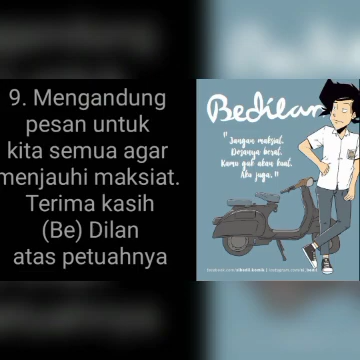 9. Mengandung
pesan untuk
kita semua agar
menjauhi maksiat.
Terima kasih
(Be) Dilan
atas petuahnya
Bedilan
"Jangan maksiat.
Dosanya berat.
Kamu gak akan kuat.
Aku juga."